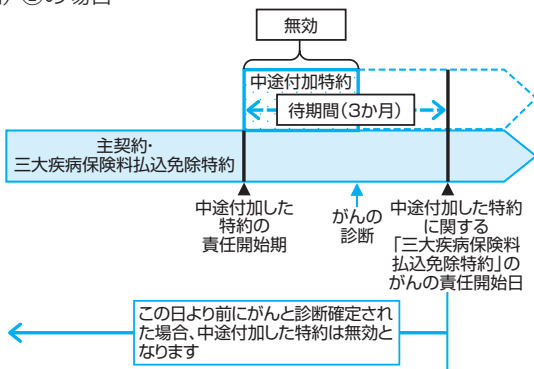 の場合
無効
中途付加特約
待期間(3か月)
主契約・
三大疾病保険料払込免除特約
中途付加した
特約の
責任開始期
がんの
診断
中途付加した特約
に関する
「三大疾病保険料
払込免除特約」の
がんの責任開始日
この日より前にがんと診断確定され
た場合、中途付加した特約は無効と
なります